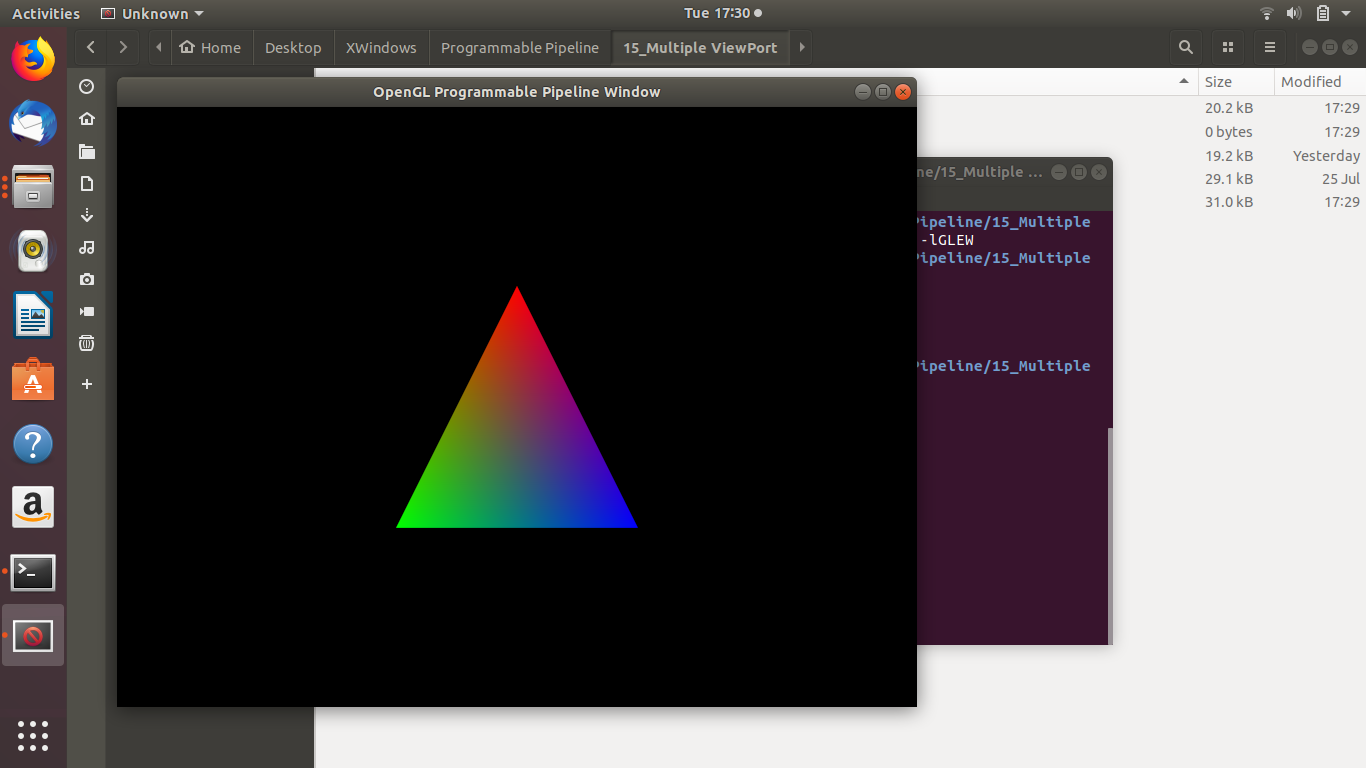 Activities Unknown Tue 17:30
Home Desktop XWindows Programmable Pipeline 15_Multiple ViewPort
Size Modified
OpenGL Programmable Pipeline Window
20.2 kB 17:29
0 bytes 17:29
19.2 kB Yesterday
29.1 kB 25 Jul
31.0 kB 17:29
ne/15_Multiple ...
Pipeline/15_Multiple
-lGLEW
Pipeline/15_Multiple
Pipeline/15_Multiple
a
?
>_
A